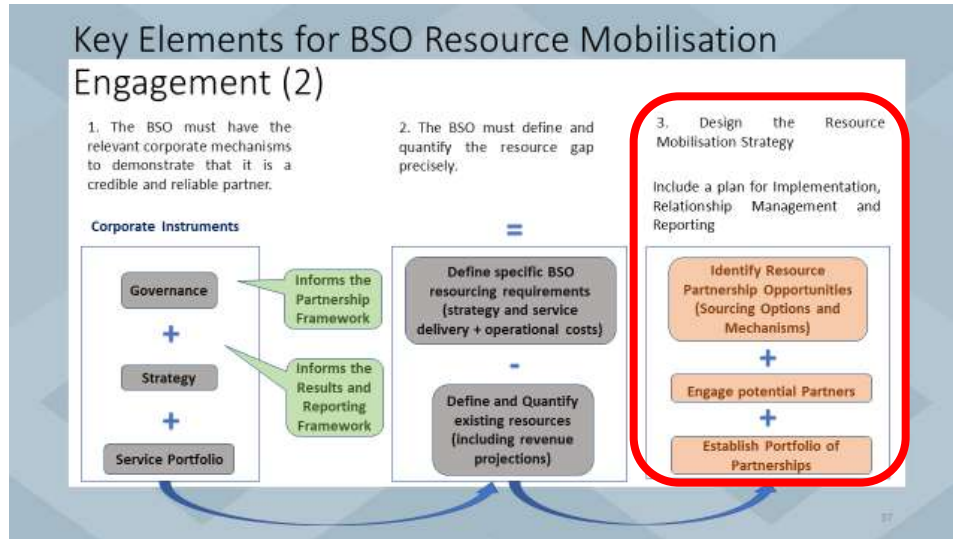 Key Elements for BSO Resource Mobilisation
Engagement (2)
1. The BSO must have the
relevant corporate mechanisms
to demonstrate that it is a
credible and reliable partner.
Corporate Instruments
Governance
+
Strategy
+
Service Portfolio
Informs the
Partnership
Framework
Informs the
Results and
Reporting
Framework
2. The BSO must define and
quantify the resource gap
precisely.
=
Define specific BSO
resourcing requirements
(strategy and service
delivery + operational costs)
-
Define and Quantify
existing resources
(including revenue
projections)
3. Design the Resource
Mobilisation Strategy
Include a plan for Implementation,
Relationship Management and
Reporting
Identify Resource
Partnership Opportunities
(Sourcing Options and
Mechanisms)
+
Engage potential Partners
+
Establish Portfolio of
Partnerships
37